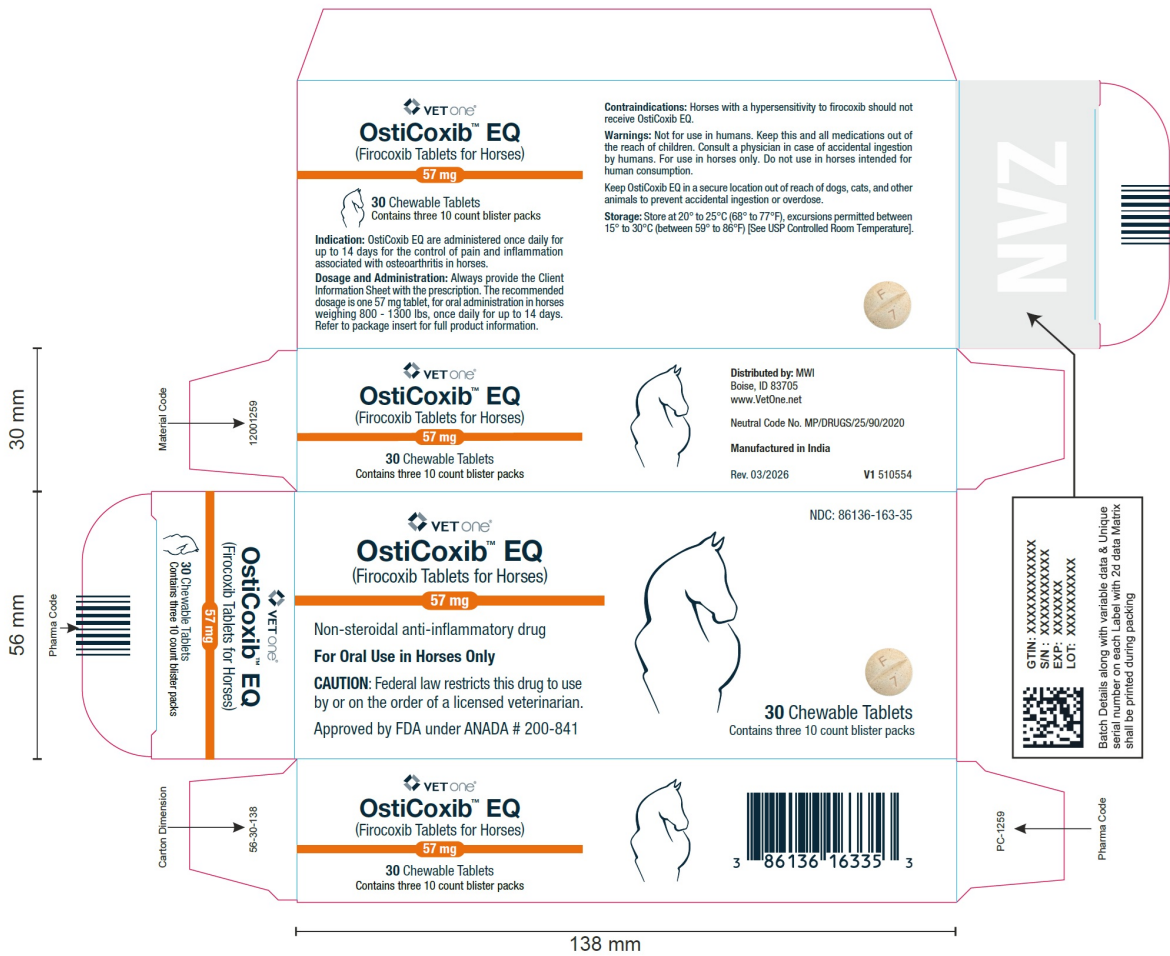 VET one®
OstiCoxib™ EQ
(Firocoxib Tablets for Horses)
57 mg
30 Chewable Tablets
Contains three 10 count blister packs
Indication: OstiCoxib EQ are administered once daily for
up to 14 days for the control of pain and inflammation
associated with osteoarthritis in horses.
Dosage and Administration: Always provide the Client
Information Sheet with the prescription. The recommended
dosage is one 57 mg tablet, for oral administration in horses
weighing 800 - 1300 lbs, once daily for up to 14 days.
Refer to package insert for full product information.
Contraindications: Horses with a hypersensitivity to firocoxib should not
receive OstiCoxib EQ.
Warnings: Not for use in humans. Keep this and all medications out of
the reach of children. Consult a physician in case of accidental ingestion
by humans. For use in horses only. Do not use in horses intended for
human consumption.
Keep OstiCoxib EQ in a secure location out of reach of dogs, cats, and other
animals to prevent accidental ingestion or overdose.
Storage: Store at 20° to 25°C (68° to 77°F), excursions permitted between
15° to 30°C (between 59° to 86°F) [See USP Controlled Room Temperature].
F
7
NVZ
30 mm
Material Code
12001259
VET one®
OstiCoxib™ EQ
(Firocoxib Tablets for Horses)
57 mg
30 Chewable Tablets
Contains three 10 count blister packs
Distributed by: MWI
Boise, ID 83705
www.VetOne.net
Neutral Code No. MP/DRUGS/25/90/2020
Manufactured in India
Rev. 03/2026
V1 510554
56 mm
Pharma Code
VET one®
OstiCoxib™ EQ
(Firocoxib Tablets for Horses)
57 mg
30 Chewable Tablets
Contains three 10 count blister packs
VET one®
OstiCoxib™ EQ
(Firocoxib Tablets for Horses)
57 mg
Non-steroidal anti-inflammatory drug
For Oral Use in Horses Only
CAUTION: Federal law restricts this drug to use
by or on the order of a licensed veterinarian.
Approved by FDA under ANADA # 200-841
NDC: 86136-163-35
F
7
30 Chewable Tablets
Contains three 10 count blister packs
GTIN: XXXXXXXXXXXXXX
S/N : XXXXXXXXXXXX
EXP: XXXXXXX
LOT: XXXXXXXXXX
Batch Details along with variable data & Unique
serial number on each Label with 2d data Matrix
shall be printed during packing
Carton Dimension
56-30-138
VET one®
OstiCoxib™ EQ
(Firocoxib Tablets for Horses)
57 mg
30 Chewable Tablets
Contains three 10 count blister packs
3 86136 16335 3
PC-1259
Pharma Code
138 mm